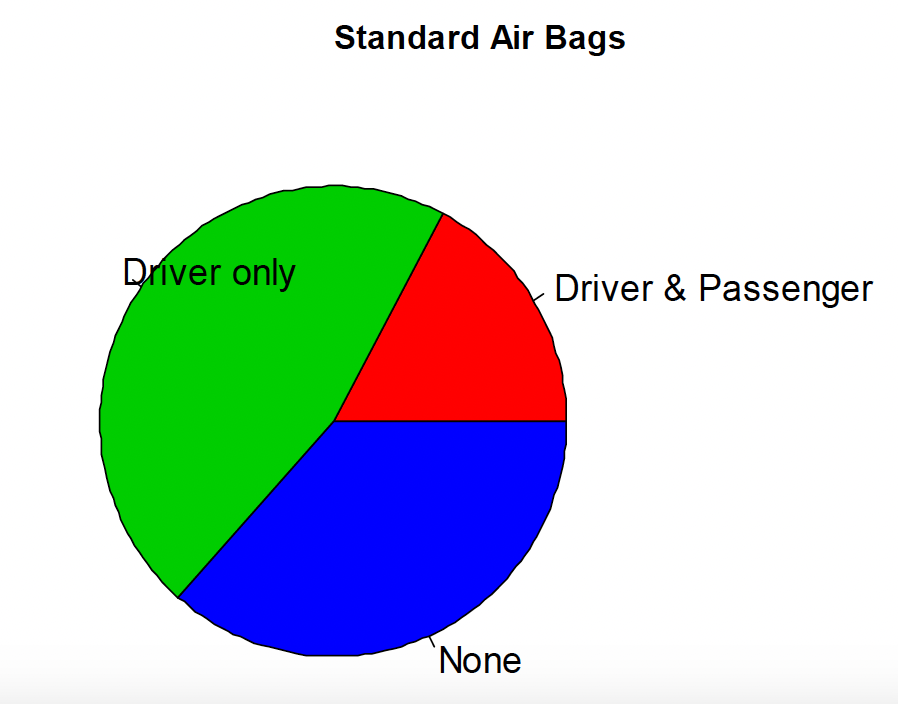 Standard Air Bags
Driver only
Driver & Passenger
None